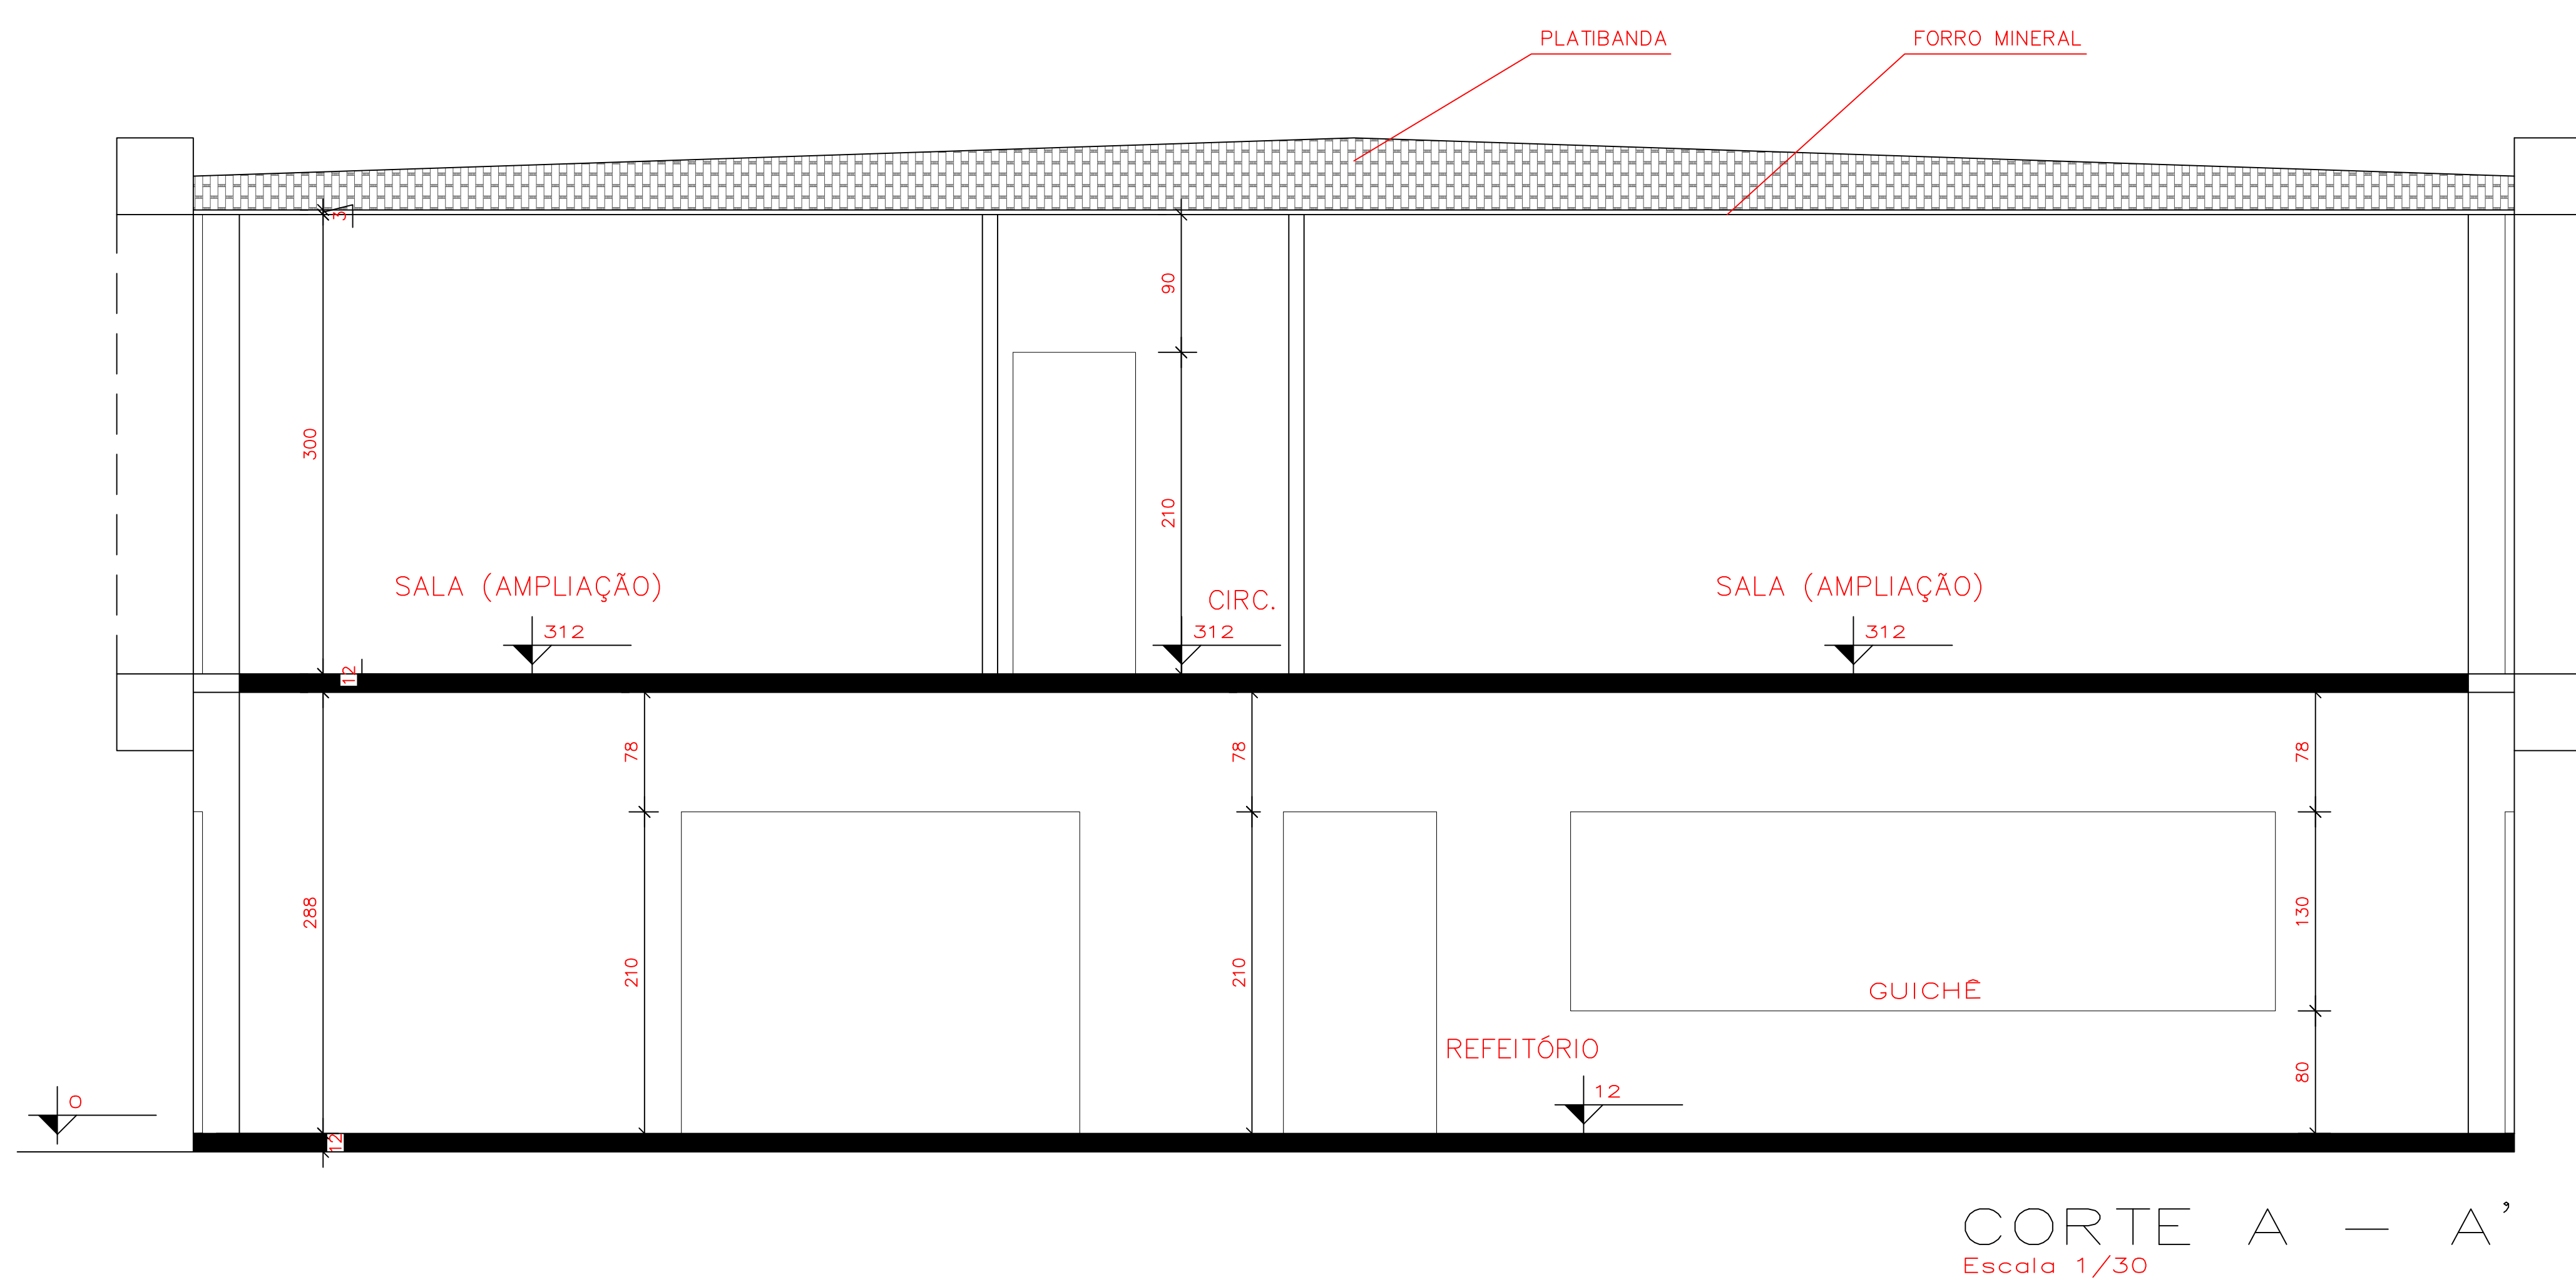 PLATIBANDA
FORRO MINERAL
3
90
300
210
SALA (AMPLIAÇÃO)
CIRC.
SALA (AMPLIAÇÃO)
312
312
312
12
78
78
78
288
210
210
130
GUICHÊ
REFEITÓRIO
80
0
12
12
CORTE A — A'
Escala 1/30